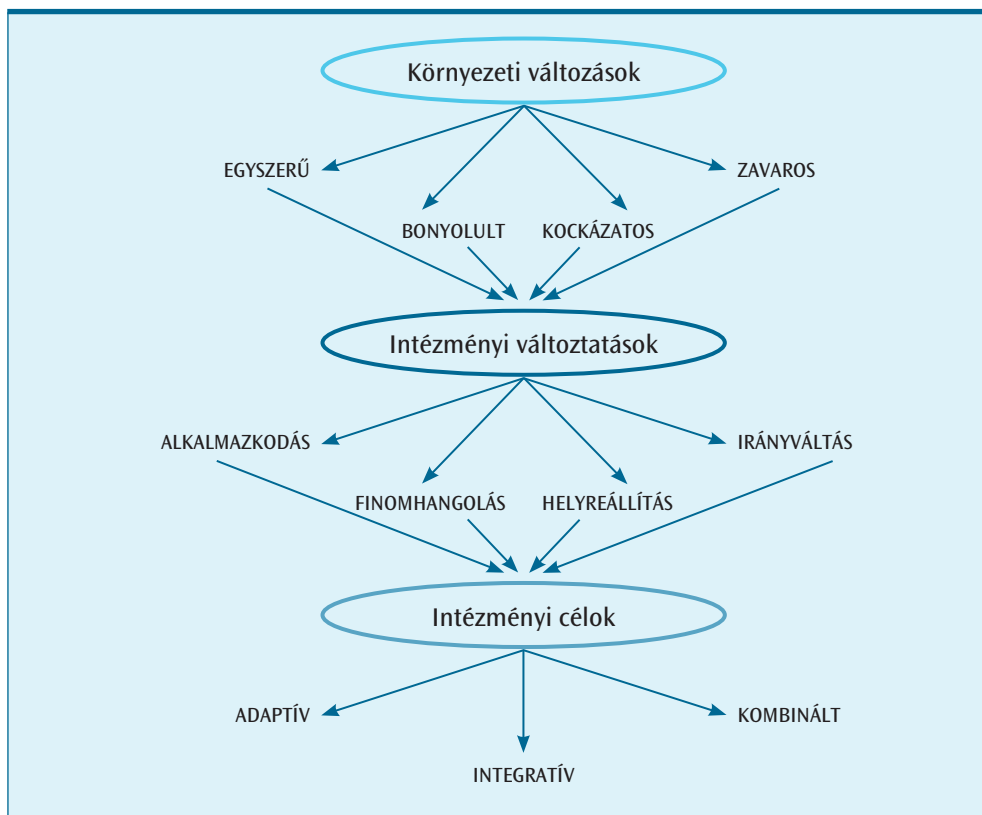 Környezeti változások
EGYSZERŰ
ZAVAROS
BONYOLULT
KOCKÁZATOS
Intézményi változtatások
ALKALMAZKODÁS
IRÁNYVÁLTÁS
FINOMHANGOLÁS
HELYREÁLLÍTÁS
Intézményi célok
ADAPTÍV
KOMBINÁLT
INTEGRATÍV